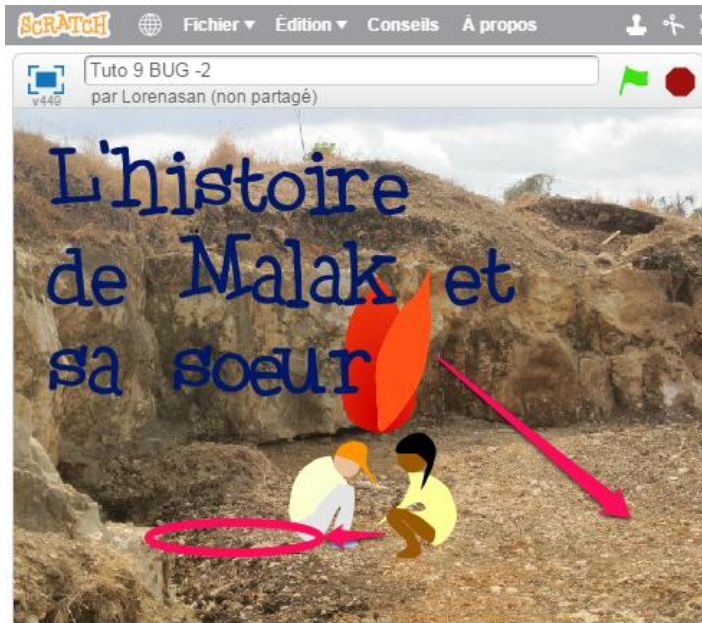 SCRATCH Fichier Édition Conseils À propos
Tuto 9 BUG -2
v449 par Lorenasan (non partagé)
L'histoire
de Malak et
sa soeur